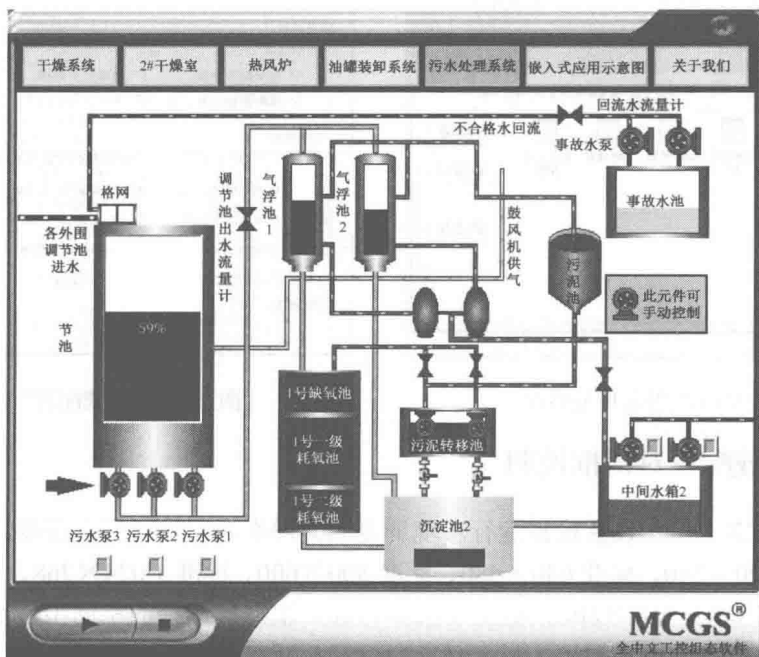 干燥系统
2#干燥室
热风炉
油罐装卸系统
污水处理系统
嵌入式应用示意图
关于我们
回流水流量计
不合格水回流
事故水泵
事故水池
格网
各外围
调节池
进水
调节池出水流量计
气浮池1
气浮池2
鼓风机供气
污泥池
此元件可
手动控制
节
池
59%
1号缺氧池
1号一级
耗氧池
1号二级
耗氧池
污泥转移池
沉淀池2
中间水箱2
污水泵3
污水泵2
污水泵1
MCGS®
全中文工控组态软件